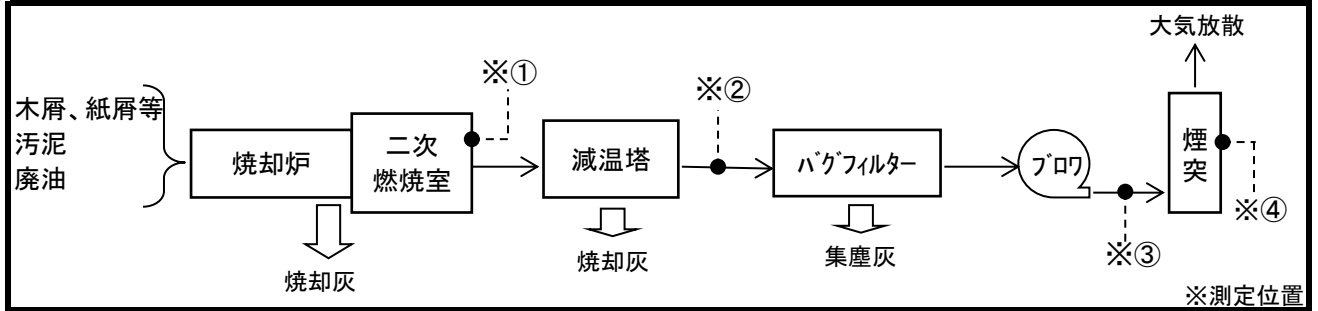 大気放散
※①
※②
木屑、紙屑等
汚泥
廃油
焼却炉
二次
燃焼室
減温塔
ﾊﾞｸﾞﾌｨﾙﾀｰ
ﾌﾞﾛﾜ
煙
突
※④
※③
焼却灰
焼却灰
集塵灰
※測定位置